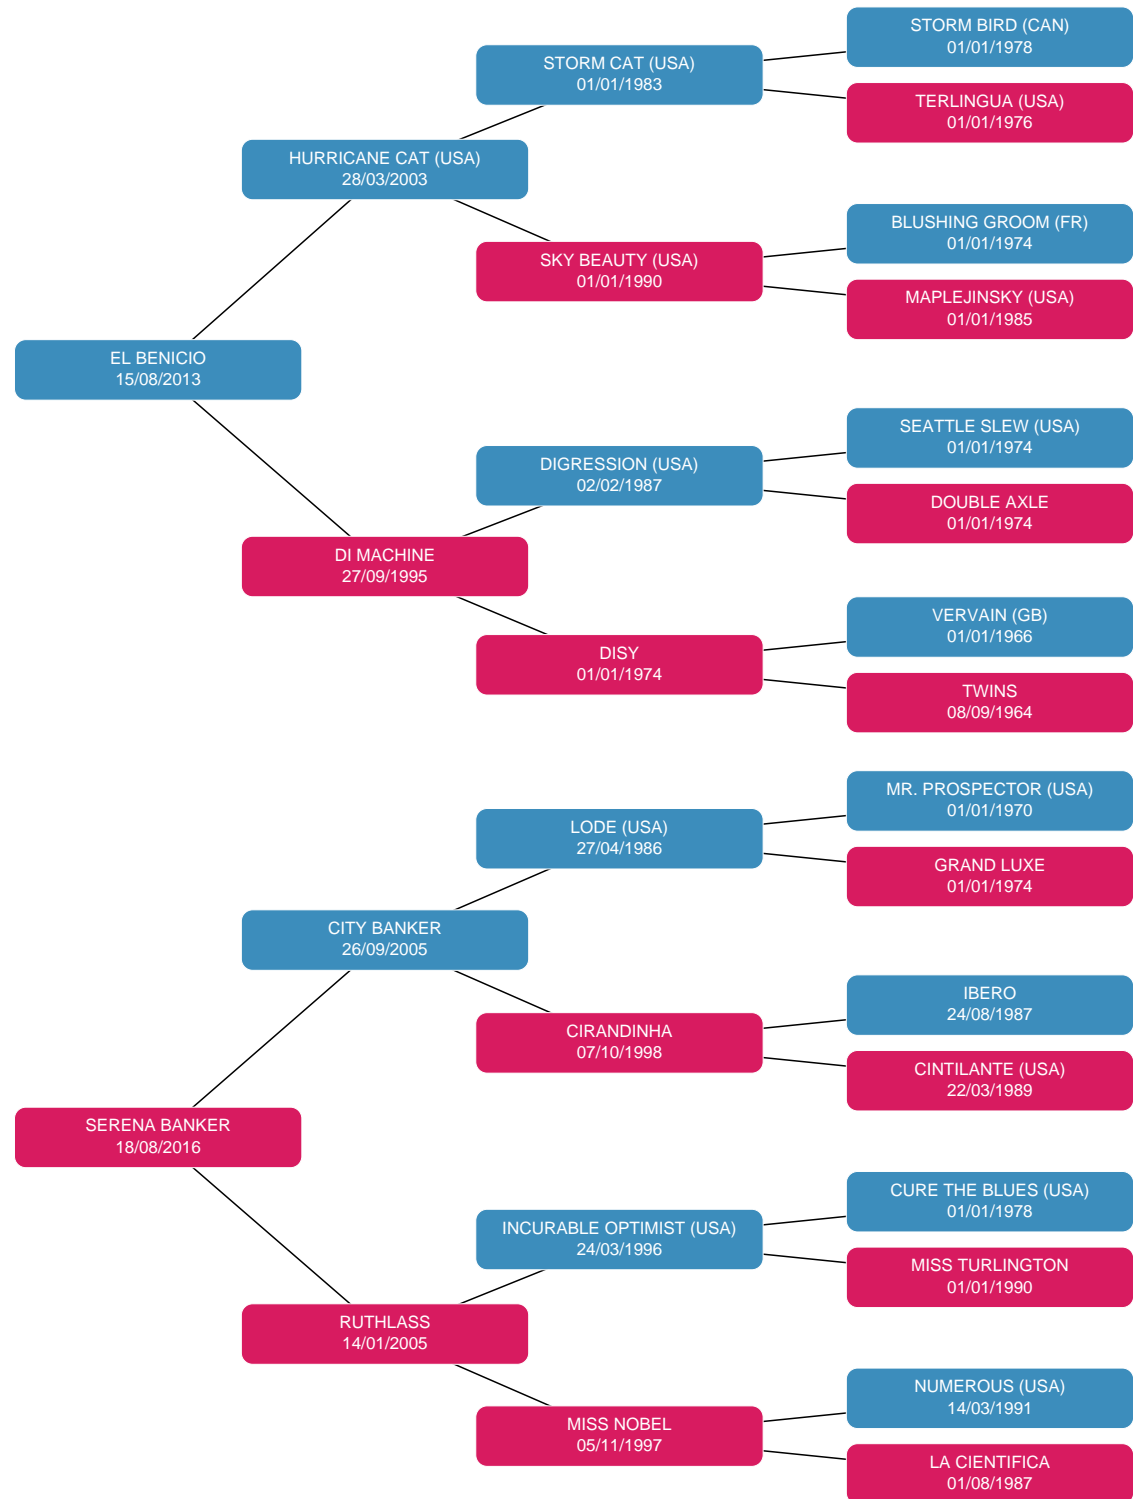 STORM BIRD (CAN)
01/01/1978
STORM CAT (USA)
01/01/1983
TERLINGUA (USA)
01/01/1976
HURRICANE CAT (USA)
28/03/2003
BLUSHING GROOM (FR)
01/01/1974
SKY BEAUTY (USA)
01/01/1990
MAPLEJINSKY (USA)
01/01/1985
EL BENICIO
15/08/2013
SEATTLE SLEW (USA)
01/01/1974
DIGRESSION (USA)
02/02/1987
DOUBLE AXLE
01/01/1974
DI MACHINE
27/09/1995
VERVAIN (GB)
01/01/1966
DISY
01/01/1974
TWINS
08/09/1964
MR. PROSPECTOR (USA)
01/01/1970
LODE (USA)
27/04/1986
GRAND LUXE
01/01/1974
CITY BANKER
26/09/2005
IBERO
24/08/1987
CIRANDINHA
07/10/1998
CINTILANTE (USA)
22/03/1989
SERENA BANKER
18/08/2016
CURE THE BLUES (USA)
01/01/1978
INCURABLE OPTIMIST (USA)
24/03/1996
MISS TURLINGTON
01/01/1990
RUTHLASS
14/01/2005
NUMEROUS (USA)
14/03/1991
MISS NOBEL
05/11/1997
LA CIENTIFICA
01/08/1987